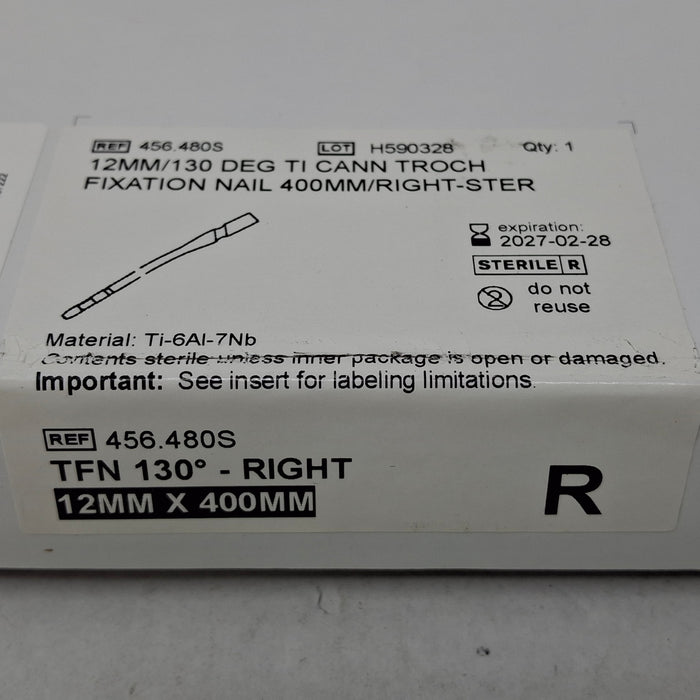 REF 456.480S LOT H590328 Qty: 1
12MM/130 DEG TI CANN TROCH
FIXATION NAIL 400MM/RIGHT-STER
expiration:
2027-02-28
STERILE R
do not
reuse
Material: Ti-6Al-7Nb
Contents sterile unless inner package is open or damaged.
Important: See insert for labeling limitations.
REF 456.480S
TFN 130° - RIGHT
12MM X 400MM
R